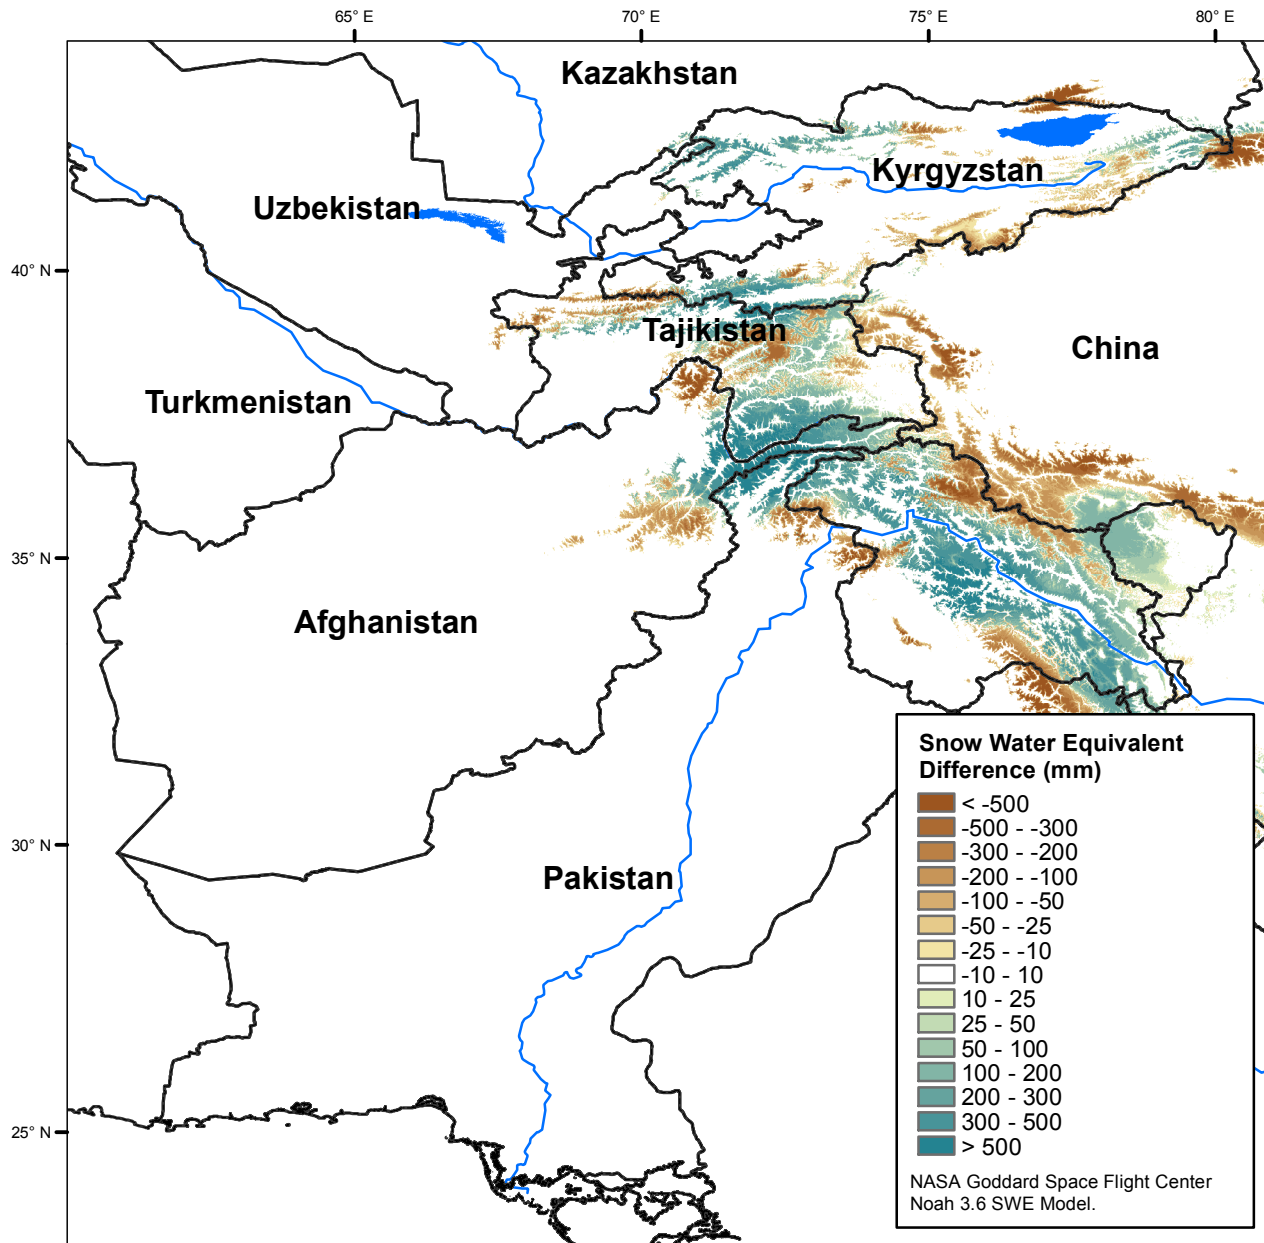 65° E
70° E
75° E
80° E
Kazakhstan
Kyrgyzstan
Uzbekistan
40° N
Tajikistan
China
Turkmenistan
35° N
Afghanistan
Snow Water Equivalent
Difference (mm)
< -500
-500 - -300
-300 - -200
-200 - -100
-100 - -50
-50 - -25
-25 - -10
-10 - 10
10 - 25
25 - 50
50 - 100
100 - 200
200 - 300
300 - 500
> 500
30° N
Pakistan
25° N
NASA Goddard Space Flight Center
Noah 3.6 SWE Model.